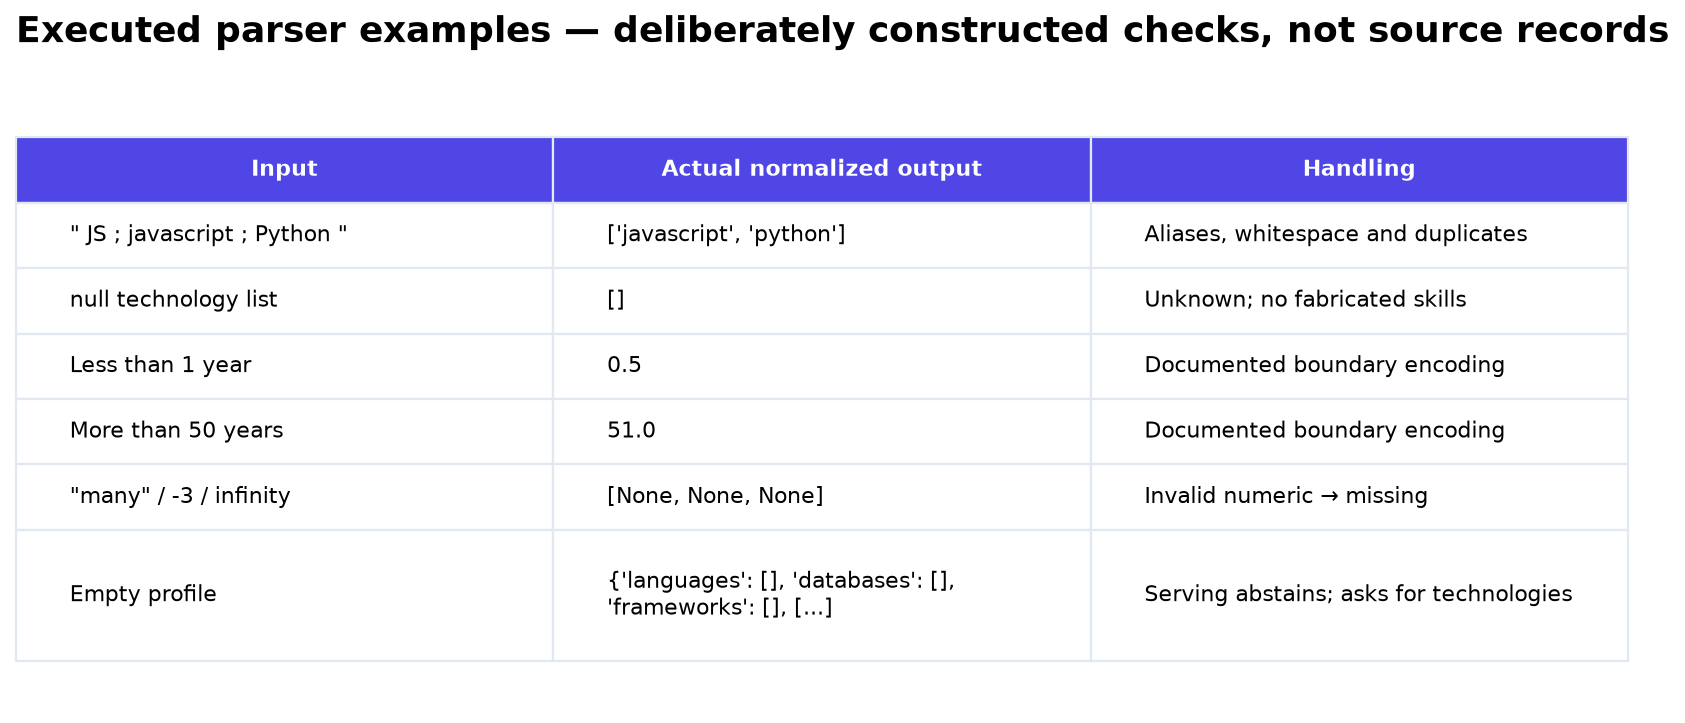 Executed parser examples — deliberately constructed checks, not source records
Input Actual normalized output Handling
" JS ; javascript ; Python " ['javascript', 'python'] Aliases, whitespace and duplicates
null technology list [] Unknown; no fabricated skills
Less than 1 year 0.5 Documented boundary encoding
More than 50 years 51.0 Documented boundary encoding
"many" / -3 / infinity [None, None, None] Invalid numeric → missing
Empty profile {'languages': [], 'databases': [],
'frameworks': [], [...] Serving abstains; asks for technologies